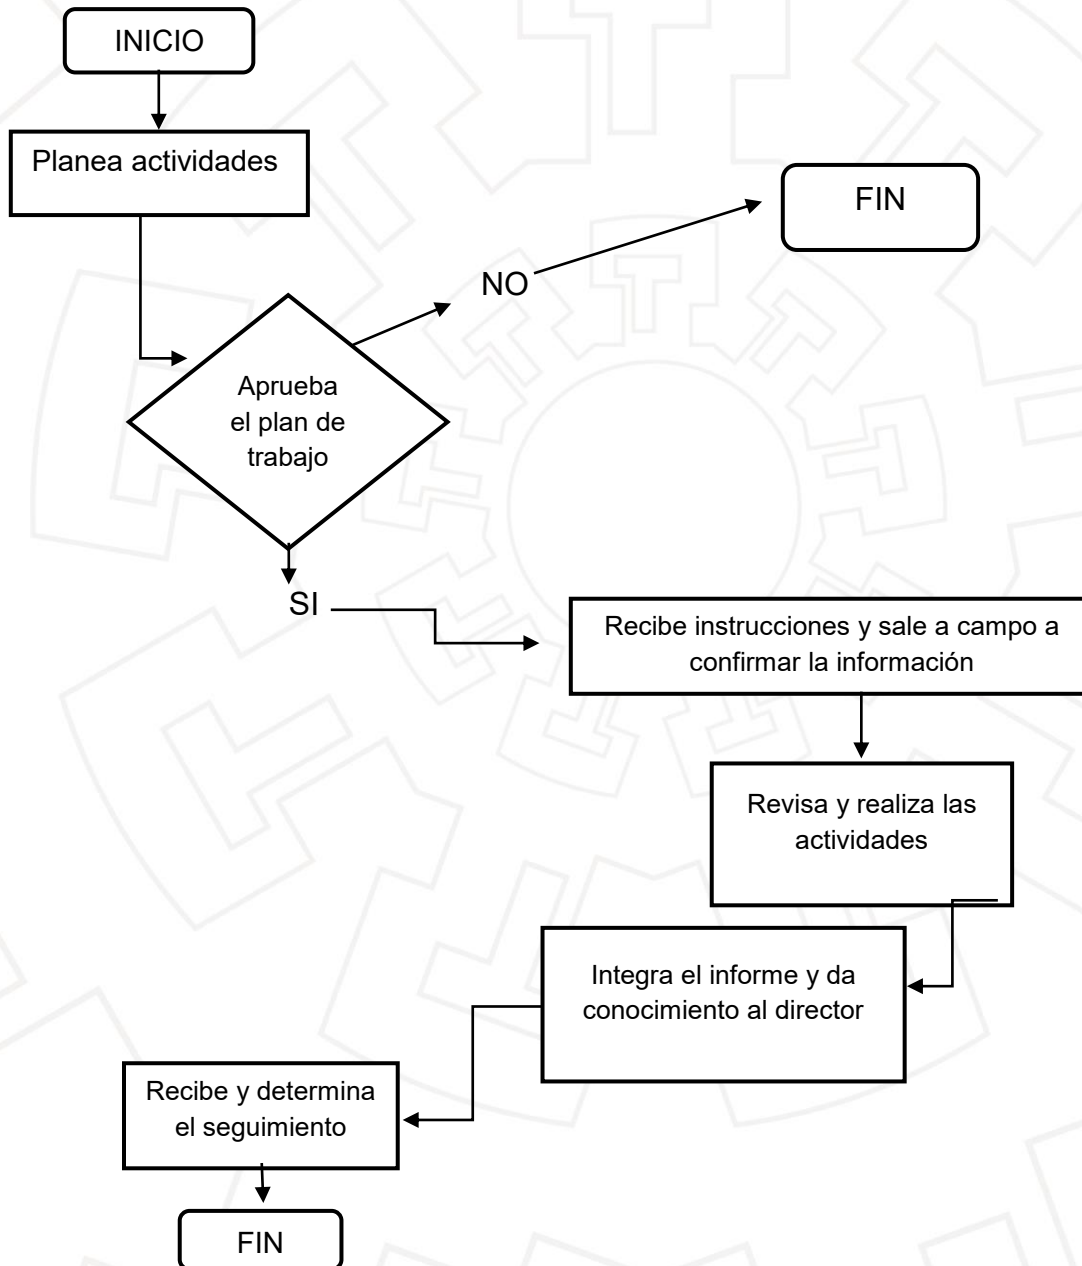 INICIO
Planea actividades
FIN
NO
Aprueba
el plan de
trabajo
SI
Recibe instrucciones y sale a campo a
confirmar la información
Revisa y realiza las
actividades
Integra el informe y da
conocimiento al director
Recibe y determina
el seguimiento
FIN